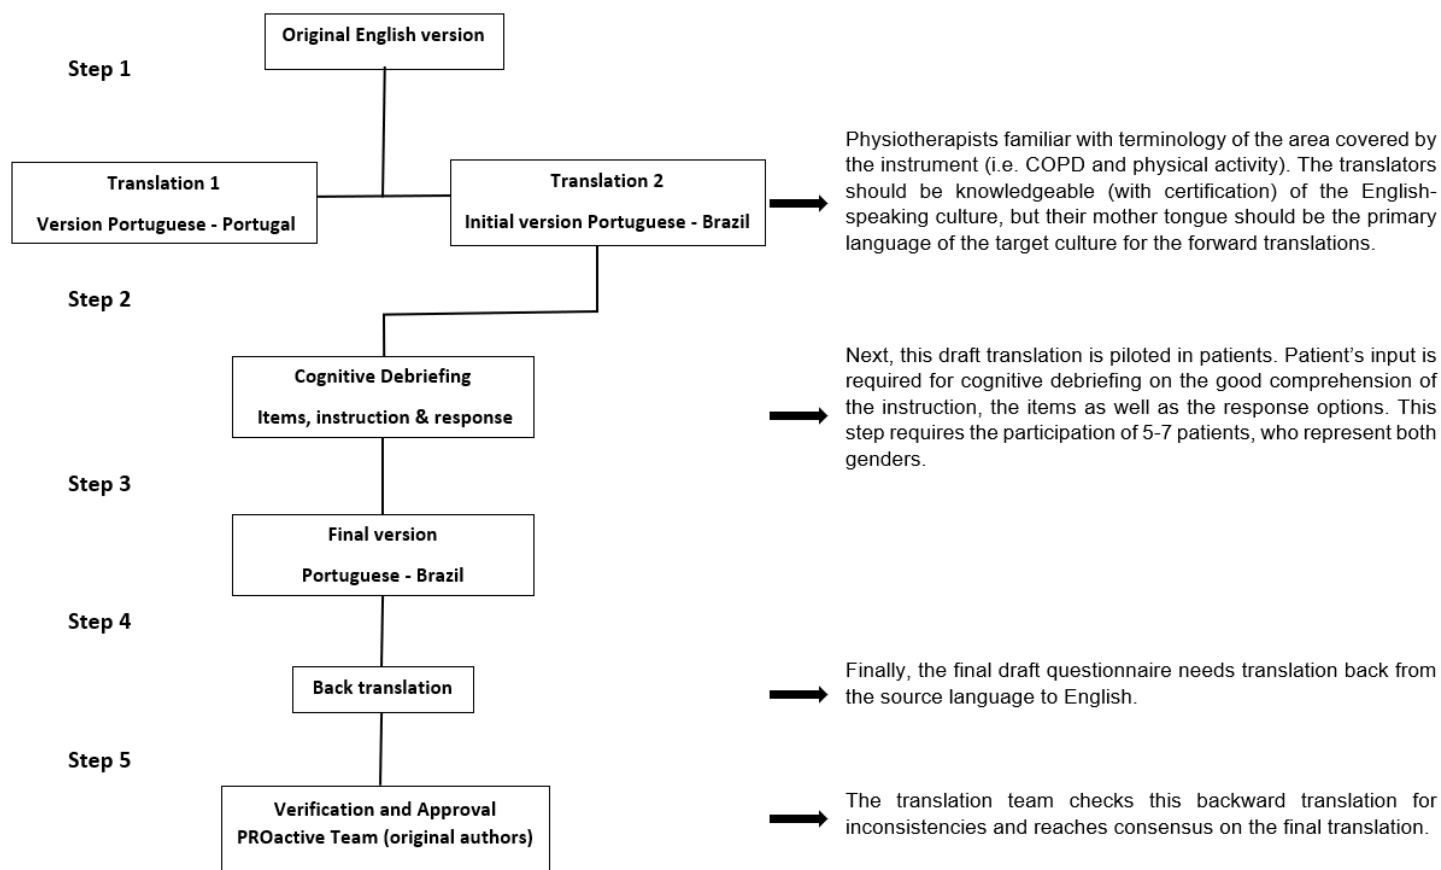 Original English version
Step 1
Translation 1
Version Portuguese - Portugal
Translation 2
Initial version Portuguese - Brazil
Physiotherapists familiar with terminology of the area covered by
the instrument (i.e. COPD and physical activity). The translators
should be knowledgeable (with certification) of the English-
speaking culture, but their mother tongue should be the primary
language of the target culture for the forward translations.
Step 2
Cognitive Debriefing
Items, instruction & response
Next, this draft translation is piloted in patients. Patient's input is
required for cognitive debriefing on the good comprehension of
the instruction, the items as well as the response options. This
step requires the participation of 5-7 patients, who represent both
genders.
Step 3
Final version
Portuguese - Brazil
Step 4
Back translation
Finally, the final draft questionnaire needs translation back from
the source language to English.
Step 5
Verification and Approval
PROactive Team (original authors)
The translation team checks this backward translation for
inconsistencies and reaches consensus on the final translation.